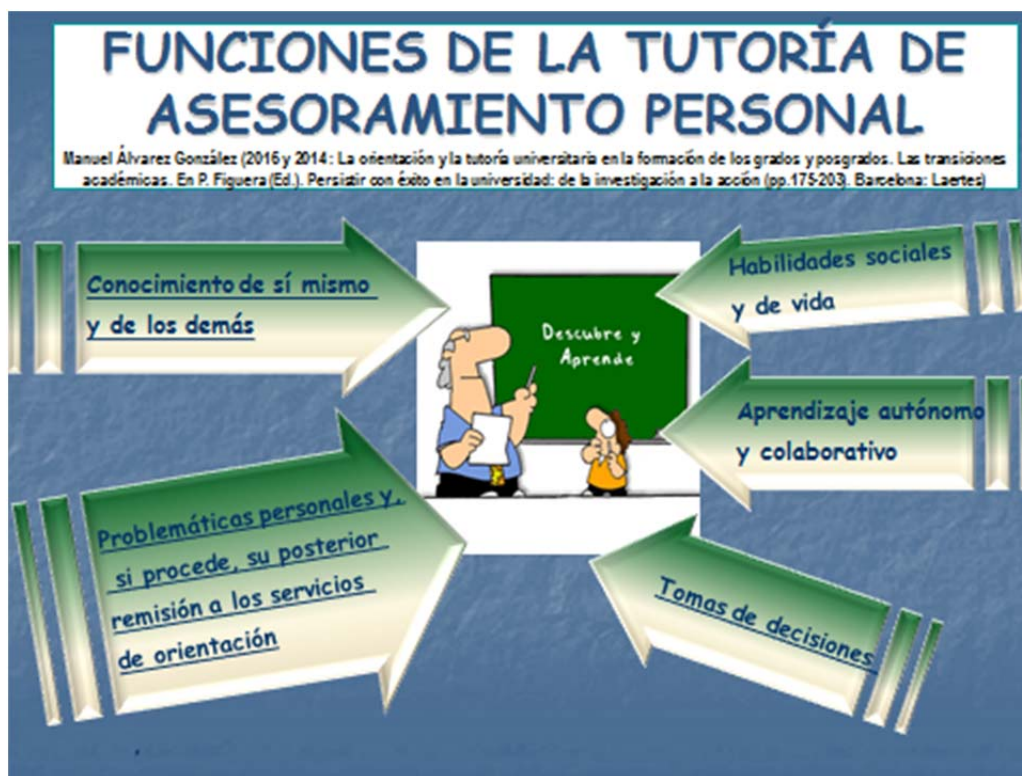 FUNCIONES DE LA TUTORÍA DE
ASESORAMIENTO PERSONAL
Manuel Álvarez González (2016 y 2014: La orientación y la tutoría universitaria en la formación de los grados y posgrados. Las transiciones
académicas. En P. Figuera (Ed.). Persistir con éxito en la universidad: de la investigación a la acción (pp.175-203). Barcelona: Laertes)
Conocimiento de sí mismo
y de los demás
Problemáticas personales y,
si procede, su posterior
remisión a los servicios
de orientación
Descubre y
Aprende
Habilidades sociales
y de vida
Aprendizaje autónomo
y colaborativo
Tomas de decisiones